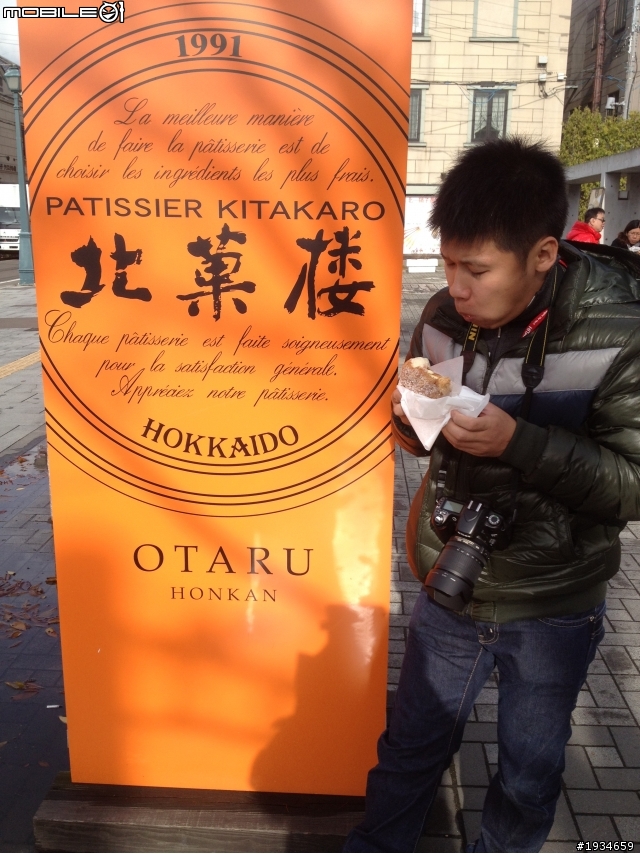 MOBILE01
1991
La meilleure manière
de faire la pâtisserie est de
choisir les ingrédients les plus frais.
PATISSIER KITAKARO
北菓楼
Chaque pâtisserie est faite soigneusement
pour la satisfaction générale.
Appréciez notre pâtisserie.
HOKKAIDO
OTARU
HONKAN
#1934659